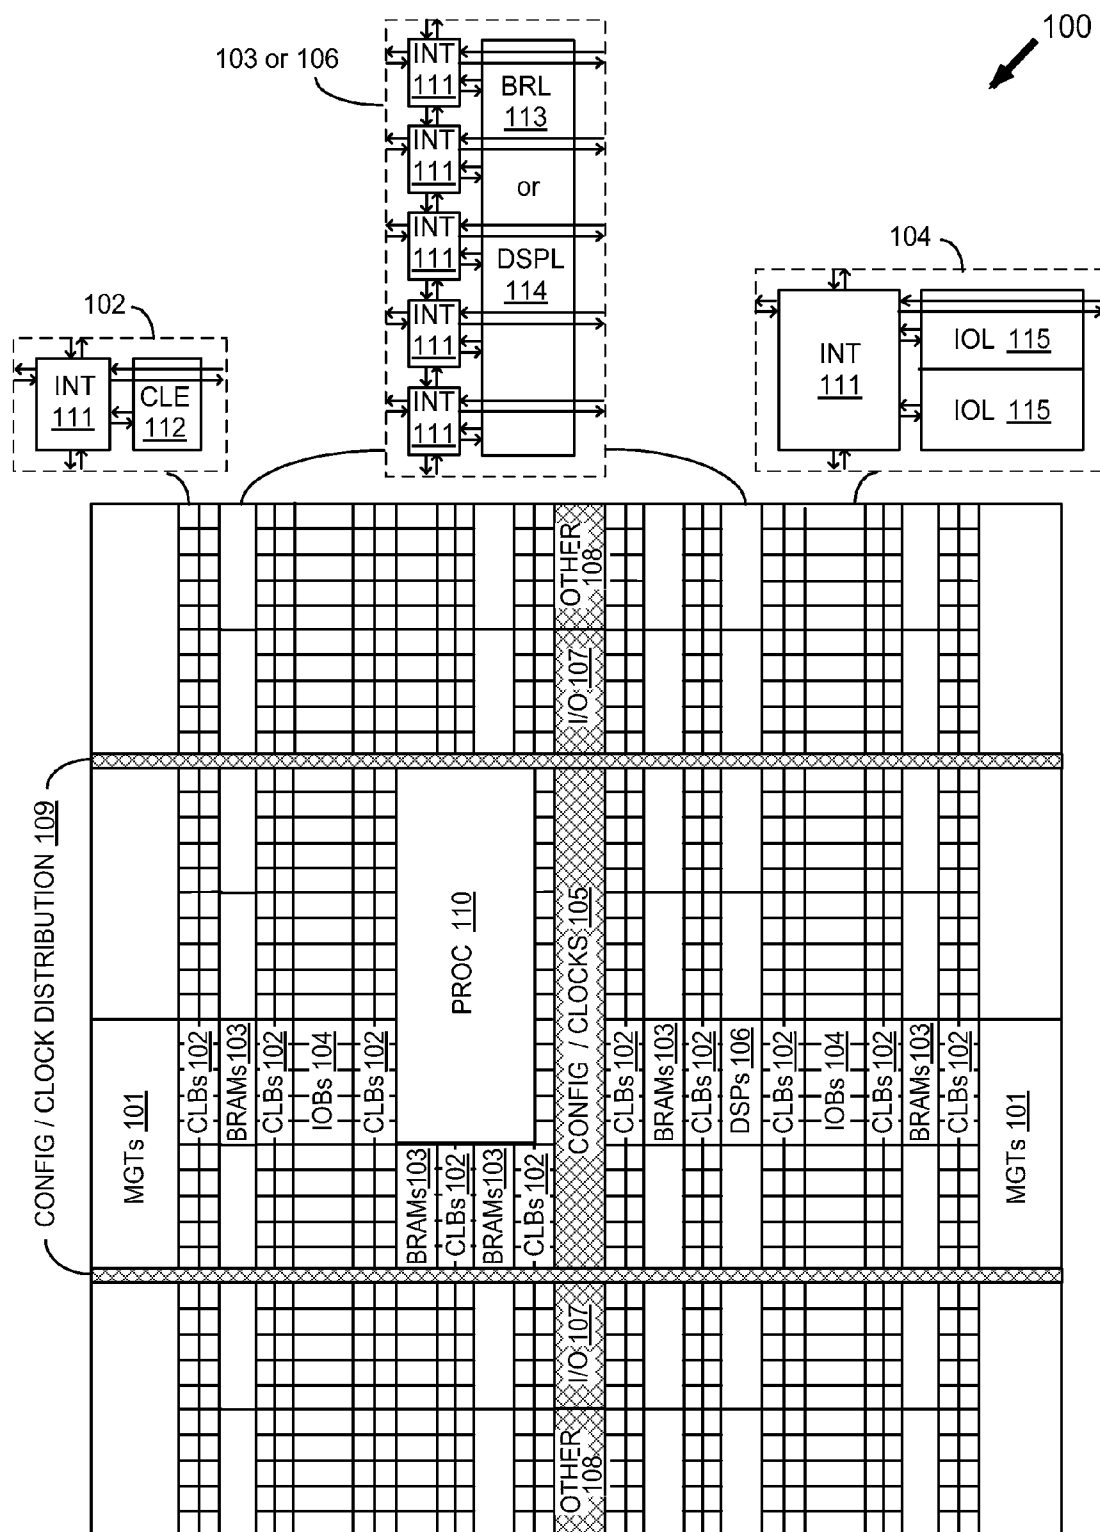 100
103 or 106
INT
111
INT
111
INT
111
INT
111
INT
111
BRL
113
or
DSPL
114
104
INT
111
IOL 115
IOL 115
102
INT
111
CLE
112
OTHER
108
I/O 107
CONFIG / CLOCK DISTRIBUTION 109
PROC 110
CONFIG / CLOCKS 105
MGTs 101
CLBs 102
BRAMs 103
CLBs 102
IOBs 104
CLBs 102
BRAMs 103
CLBs 102
BRAMs 103
CLBs 102
CLBs 102
BRAMs 103
CLBs 102
DSPs 106
CLBs 102
IOBs 104
CLBs 102
BRAMs 103
CLBs 102
MGTs 101
I/O 107
OTHER
108